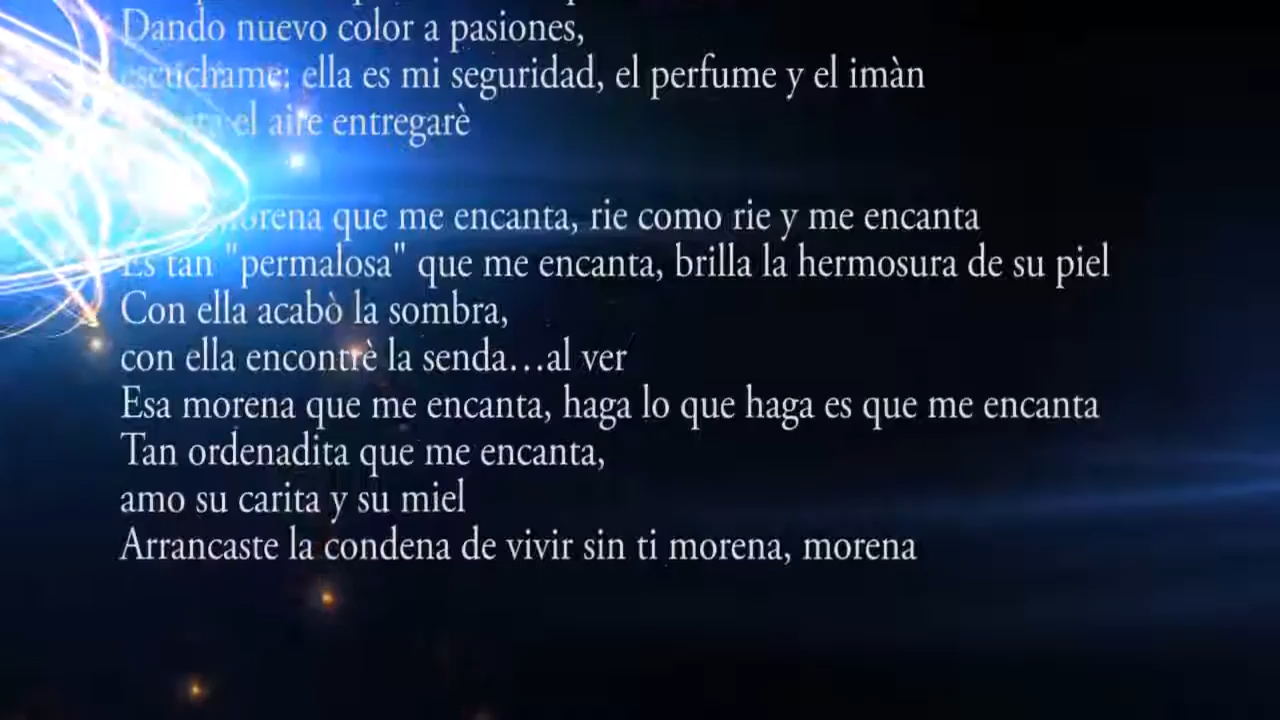 Dando nuevo color a pasiones,
escuchame: ella es mi seguridad, el perfume y el imàn
el aire entregarè
morena que me encanta, rie como rie y me encanta
Es tan "permalosa" que me encanta, brilla la hermosura de su piel
Con ella acabò la sombra,
con ella encontrè la senda…al ver
Esa morena que me encanta, haga lo que haga es que me encanta
Tan ordenadita que me encanta,
amo su carita y su miel
Arrancaste la condena de vivir sin ti morena, morena